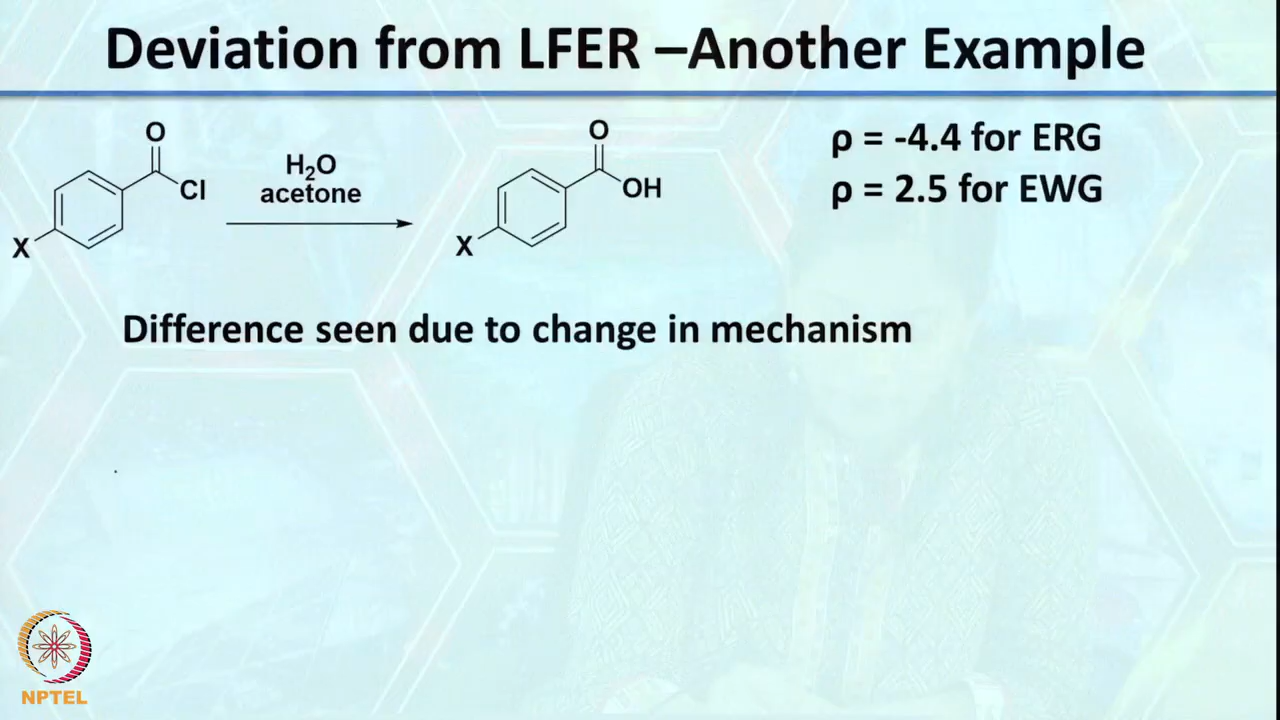 Deviation from LFER –Another Example
O
Cl
X
H₂O
acetone
O
OH
X
ρ = -4.4 for ERG
ρ = 2.5 for EWG
Difference seen due to change in mechanism
NPTEL